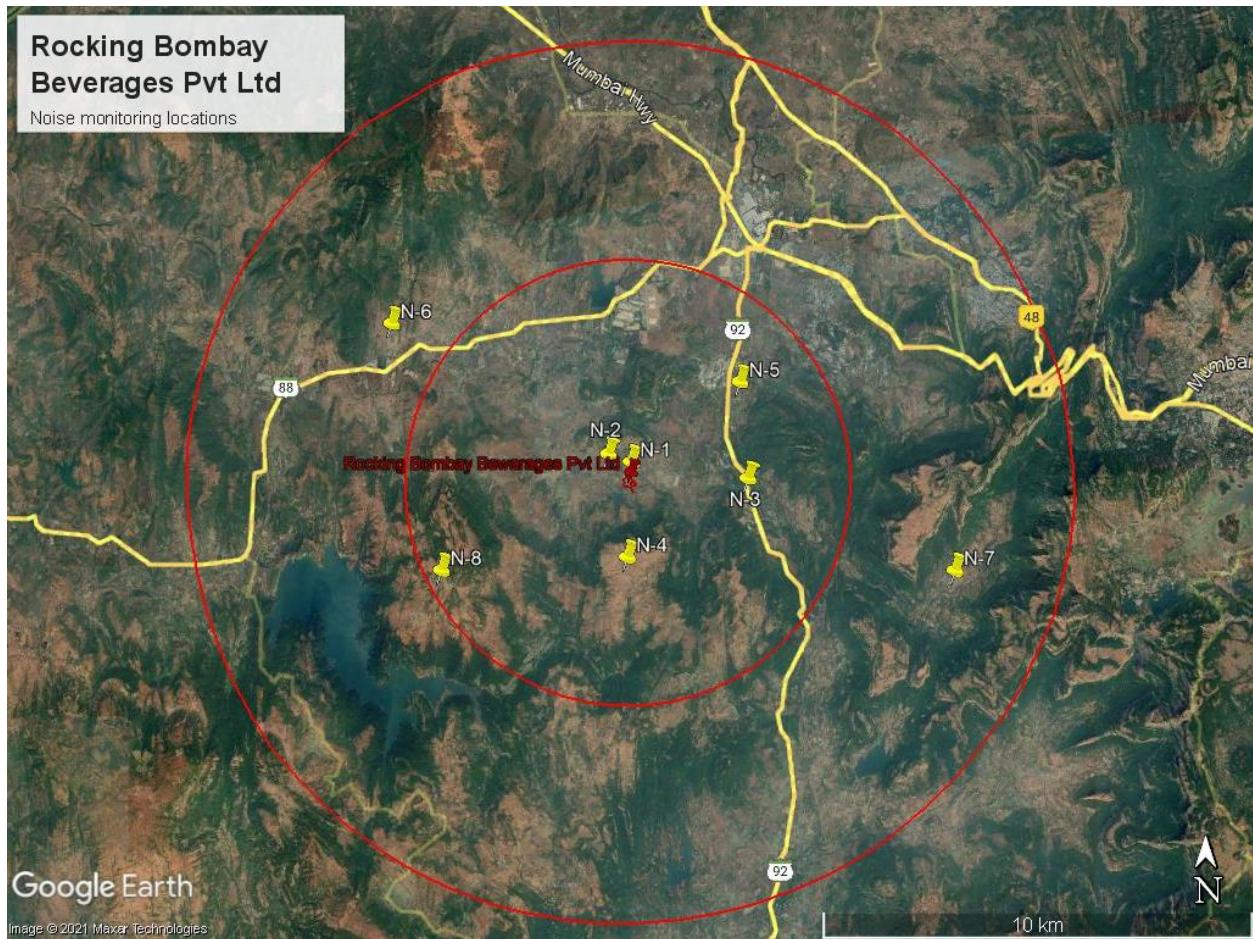 Rocking Bombay
Beverages Pvt Ltd
Noise monitoring locations
Mumbai Hwy
N-6
48
92
N-5
88
Mumbai
N-2
N-1
Rocking Bombay Bewarages Pvt Ltd
N-3
N-4
N-8
N-7
92
Google Earth
N
Image © 2021 Maxar Technologies
10 km